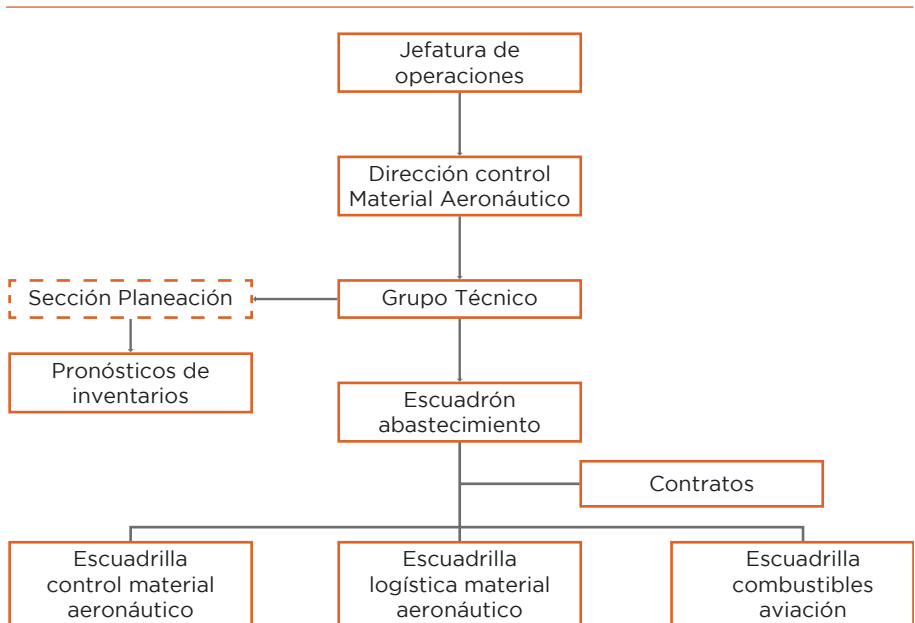 Jefatura de
operaciones
Dirección control
Material Aeronáutico
Sección Planeación
Grupo Técnico
Pronósticos de
inventarios
Escuadrón
abastecimiento
Contratos
Escuadrilla
control material
aeronáutico
Escuadrilla
logística material
aeronáutico
Escuadrilla
combustibles
aviación